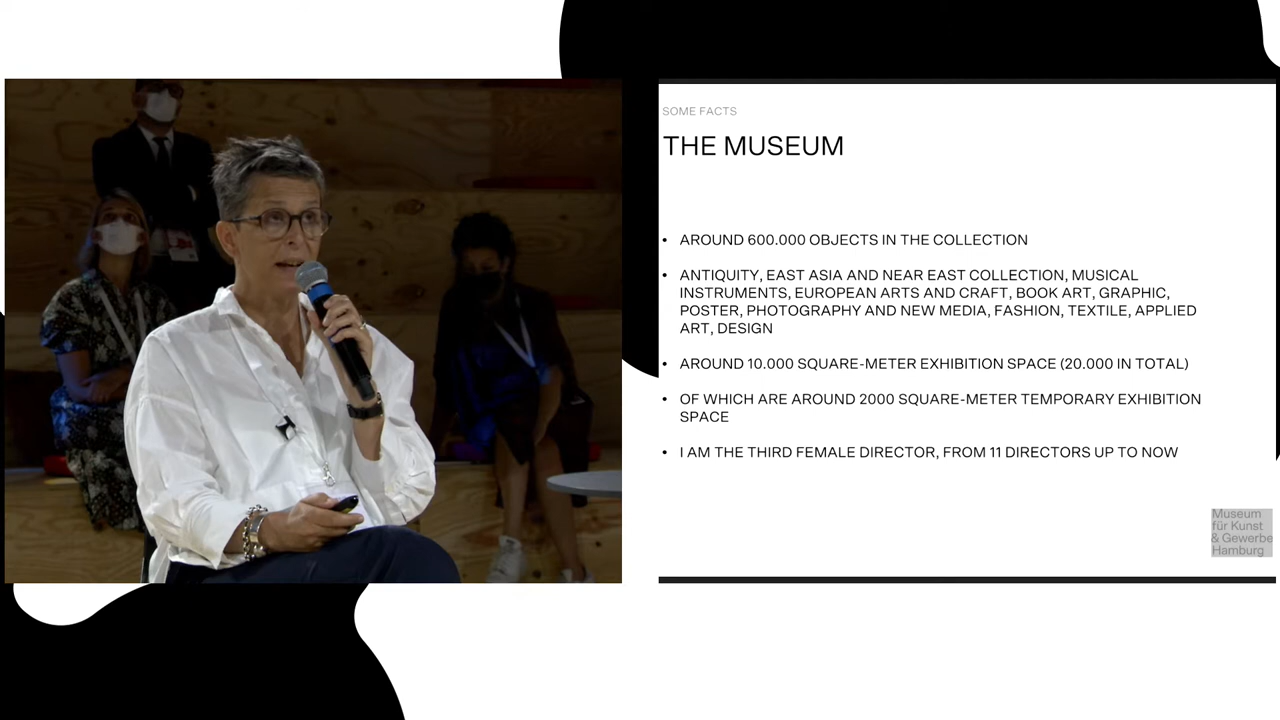 SOME FACTS
THE MUSEUM
• AROUND 600.000 OBJECTS IN THE COLLECTION
• ANTIQUITY, EAST ASIA AND NEAR EAST COLLECTION, MUSICAL
INSTRUMENTS, EUROPEAN ARTS AND CRAFT, BOOK ART, GRAPHIC,
POSTER, PHOTOGRAPHY AND NEW MEDIA, FASHION, TEXTILE, APPLIED
ART, DESIGN
• AROUND 10.000 SQUARE-METER EXHIBITION SPACE (20.000 IN TOTAL)
• OF WHICH ARE AROUND 2000 SQUARE-METER TEMPORARY EXHIBITION
SPACE
• I AM THE THIRD FEMALE DIRECTOR, FROM 11 DIRECTORS UP TO NOW
Museum
für Kunst
& Gewerbe
Hamburg